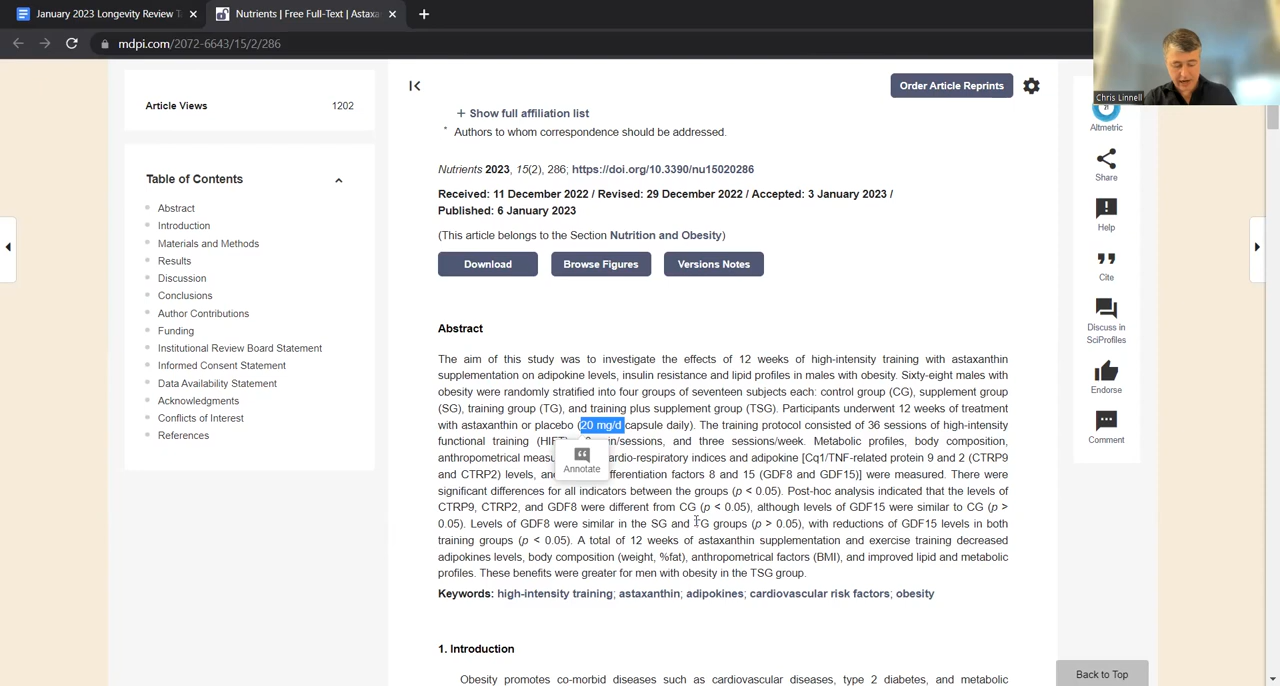 January 2023 Longevity Review T
Nutrients | Free Full-Text | Astaxa
mdpi.com/2072-6643/15/2/286
Chris Linnell
Article Views 1202
Table of Contents
Abstract
Introduction
Materials and Methods
Results
Discussion
Conclusions
Author Contributions
Funding
Institutional Review Board Statement
Informed Consent Statement
Data Availability Statement
Acknowledgments
Conflicts of Interest
References
Order Article Reprints
+ Show full affiliation list
* Authors to whom correspondence should be addressed.
Nutrients 2023, 15(2), 286; https://doi.org/10.3390/nu15020286
Received: 11 December 2022 / Revised: 29 December 2022 / Accepted: 3 January 2023 /
Published: 6 January 2023
(This article belongs to the Section Nutrition and Obesity)
Download
Browse Figures
Versions Notes
Abstract
The aim of this study was to investigate the effects of 12 weeks of high-intensity training with astaxanthin
supplementation on adipokine levels, insulin resistance and lipid profiles in males with obesity. Sixty-eight males with
obesity were randomly stratified into four groups of seventeen subjects each: control group (CG), supplement group
(SG), training group (TG), and training plus supplement group (TSG). Participants underwent 12 weeks of treatment
with astaxanthin or placebo (20 mg/d capsule daily). The training protocol consisted of 36 sessions of high-intensity
functional training (HIFT), in/sessions, and three sessions/week. Metabolic profiles, body composition,
anthropometrical measu ardio-respiratory indices and adipokine [Cq1/TNF-related protein 9 and 2 (CTRP9
and CTRP2) levels, an fferentiation factors 8 and 15 (GDF8 and GDF15)] were measured. There were
significant differences for all indicators between the groups (p < 0.05). Post-hoc analysis indicated that the levels of
CTRP9, CTRP2, and GDF8 were different from CG (p < 0.05), although levels of GDF15 were similar to CG (p >
0.05). Levels of GDF8 were similar in the SG and TG groups (p > 0.05), with reductions of GDF15 levels in both
training groups (p < 0.05). A total of 12 weeks of astaxanthin supplementation and exercise training decreased
adipokines levels, body composition (weight, %fat), anthropometrical factors (BMI), and improved lipid and metabolic
profiles. These benefits were greater for men with obesity in the TSG group.
Keywords: high-intensity training; astaxanthin; adipokines; cardiovascular risk factors; obesity
Annotate
1. Introduction
Obesity promotes co-morbid diseases such as cardiovascular diseases, type 2 diabetes, and metabolic
Altmetric
Share
Help
Cite
Discuss in
SciProfiles
Endorse
Comment
Back to Top